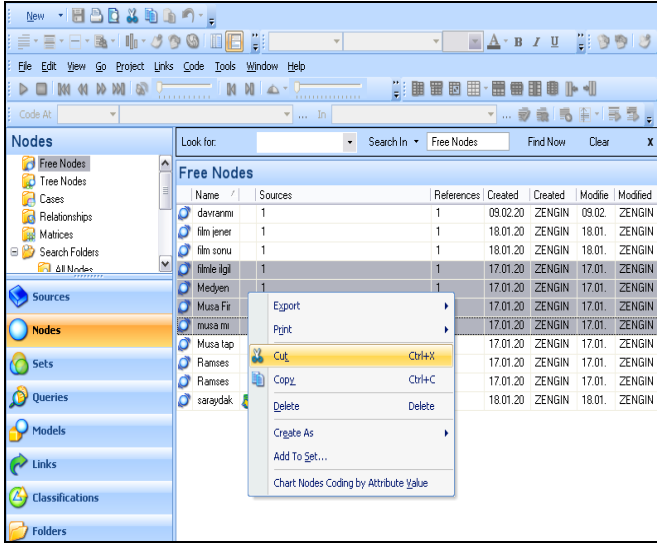 New
A B I U
File Edit View Go Project Links Code Tools Window Help
Code At ... In ...
Nodes
Free Nodes
Tree Nodes
Cases
Relationships
Matrices
Search Folders
All Nodes
Sources
Nodes
Sets
Queries
Models
Links
Classifications
Folders
Look for: Search In Free Nodes Find Now Clear x
Free Nodes
Name Sources References Created Created Modifie Modified
davranmı 1 1 09.02.20 ZENGIN 09.02. ZENGIN
film jener 1 1 18.01.20 ZENGIN 18.01. ZENGIN
film sonu 1 1 18.01.20 ZENGIN 18.01. ZENGIN
filmle ilgil 1 1 17.01.20 ZENGIN 17.01. ZENGIN
Medyen 1 1 17.01.20 ZENGIN 17.01. ZENGIN
Musa Fir 17.01.20 ZENGIN 17.01. ZENGIN
musa mı 17.01.20 ZENGIN 17.01. ZENGIN
Musa tap 17.01.20 ZENGIN 17.01. ZENGIN
Ramses 17.01.20 ZENGIN 17.01. ZENGIN
Ramses 17.01.20 ZENGIN 17.01. ZENGIN
saraydak 18.01.20 ZENGIN 18.01. ZENGIN
Export
Print
Cut Ctrl+X
Copy Ctrl+C
Delete Delete
Create As
Add To Set...
Chart Nodes Coding by Attribute Value